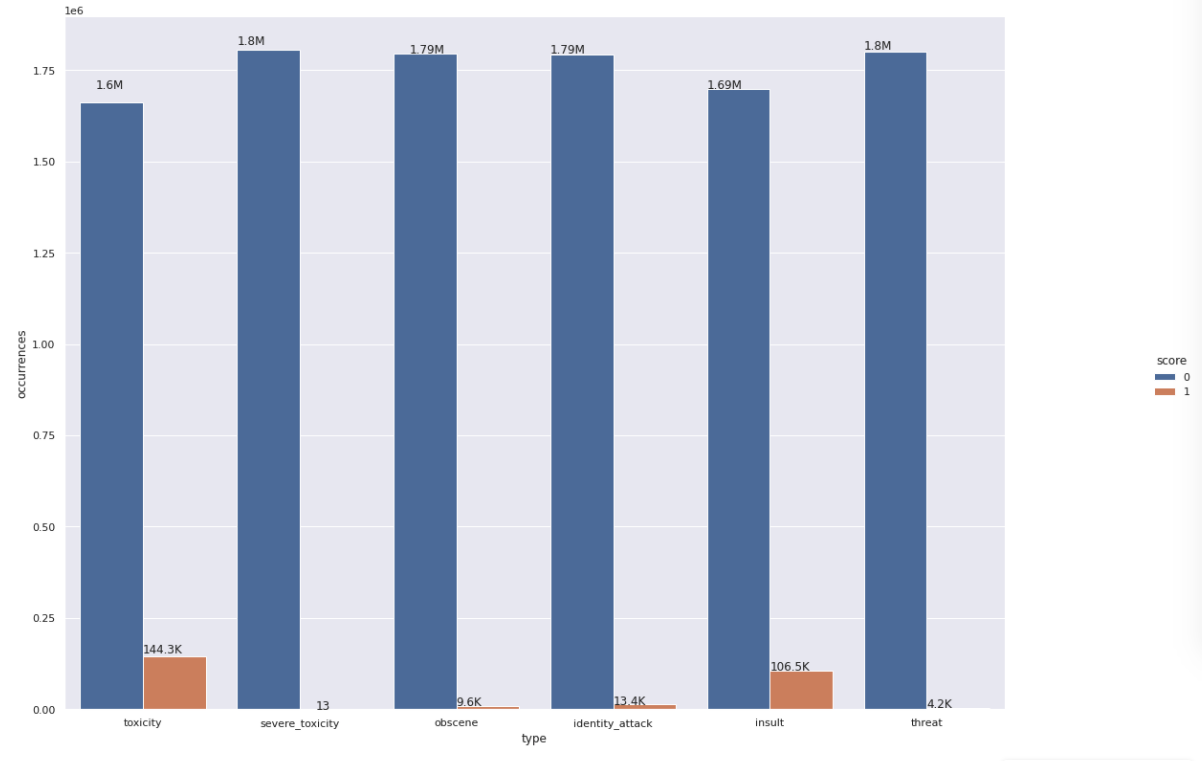 1e6
1.8M
1.79M
1.79M
1.8M
1.75
1.6M
1.69M
1.50
1.25
1.00
occurrences
score
0
1
0.75
0.50
0.25
144.3K
106.5K
13
9.6K
13.4K
4.2K
0.00
toxicity
severe_toxicity
obscene
identity_attack
insult
threat
type